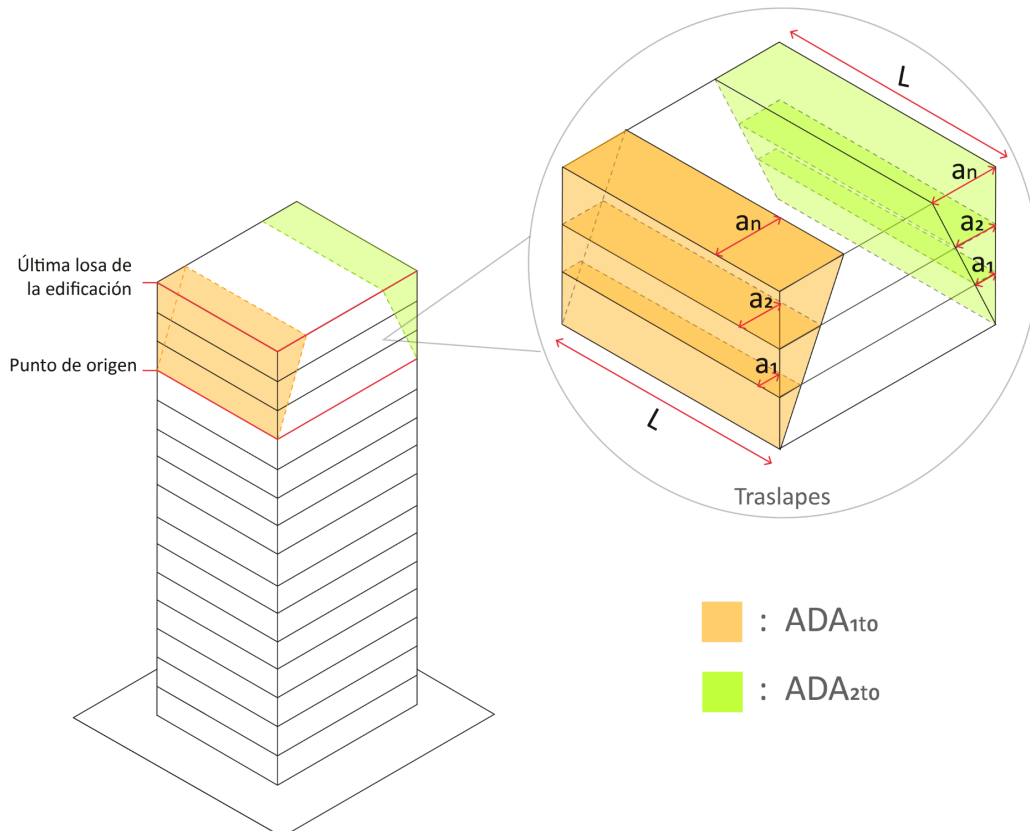 Última losa de
la edificación
Punto de origen
L
an
a₂
a₁
L
an
a₂
a₁
Traslapes
: ADA₁to
: ADA₂to